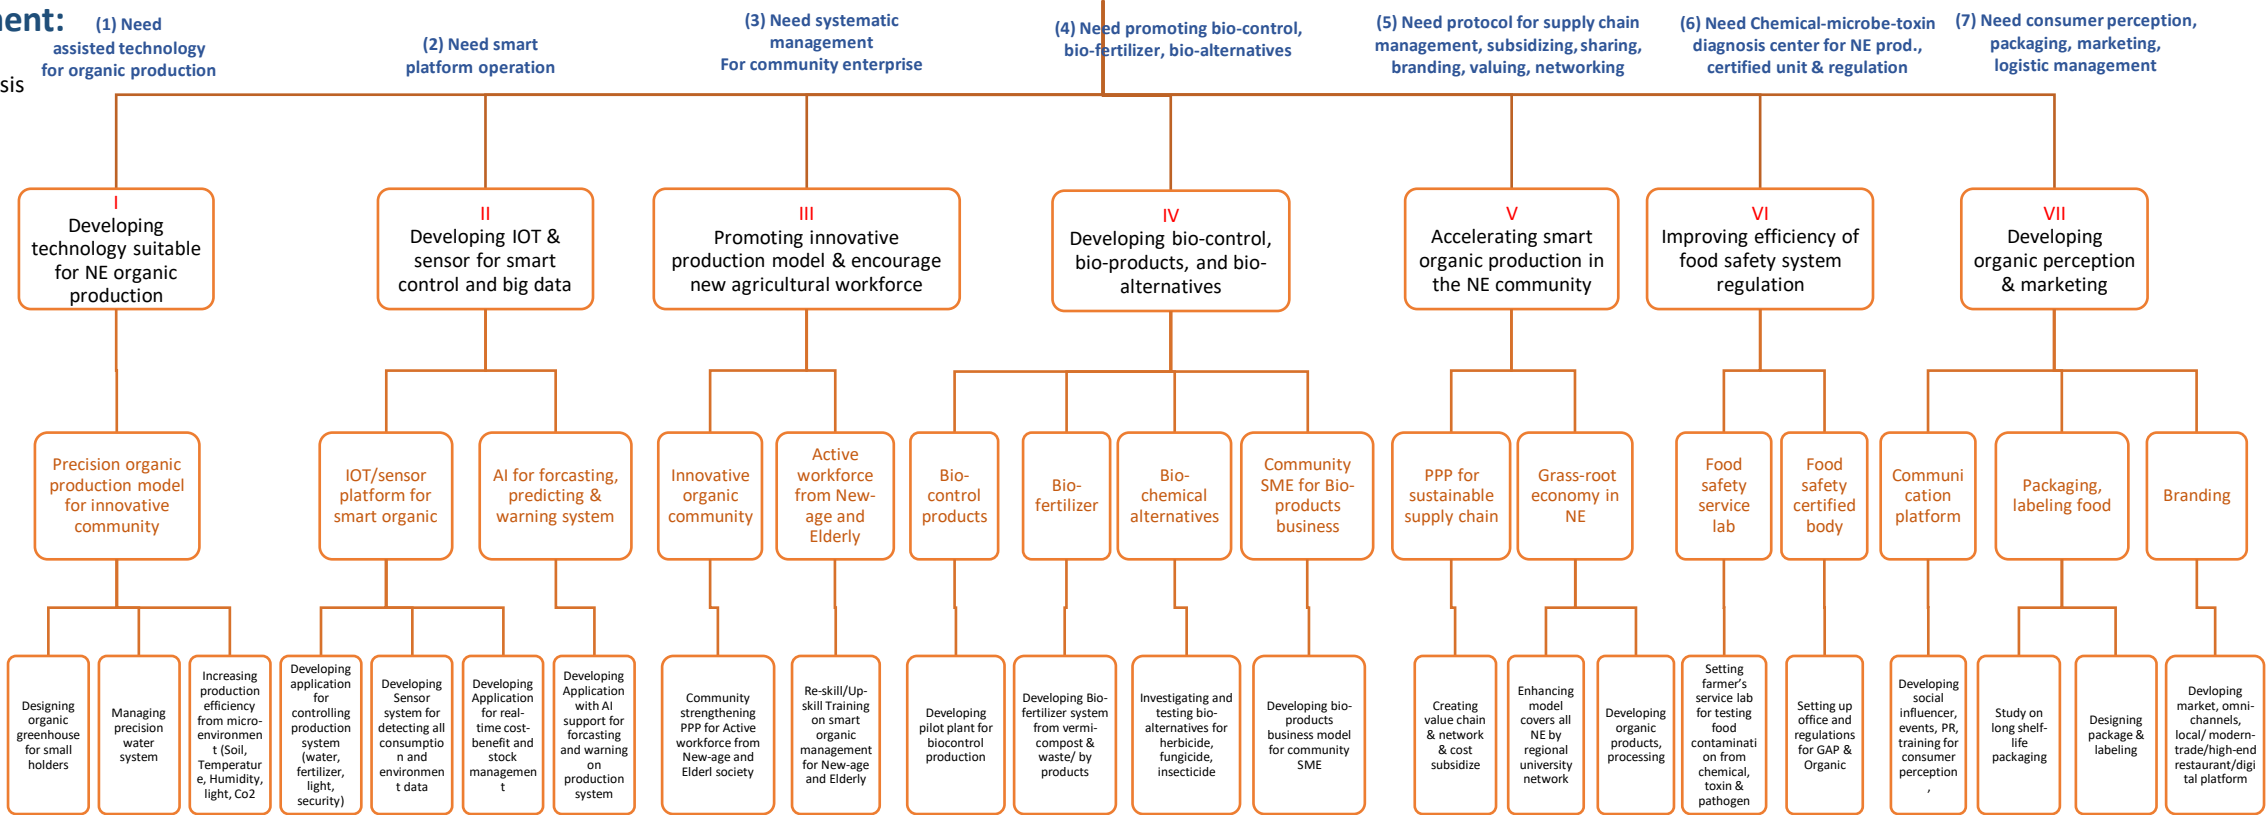 nent:
sis
(1) Need
assisted technology
for organic production
(2) Need smart
platform operation
(3) Need systematic
management
For community enterprise
(4) Need promoting bio-control,
bio-fertilizer, bio-alternatives
(5) Need protocol for supply chain
management, subsidizing, sharing,
branding, valuing, networking
(6) Need Chemical-microbe-toxin
diagnosis center for NE prod.,
certified unit & regulation
(7) Need consumer perception,
packaging, marketing,
logistic management
I
Developing
technology suitable
for NE organic
production
II
Developing IOT &
sensor for smart
control and big data
III
Promoting innovative
production model & encourage
new agricultural workforce
IV
Developing bio-control,
bio-products, and bio-
alternatives
V
Accelerating smart
organic production in
the NE community
VI
Improving efficiency of
food safety system
regulation
VII
Developing
organic perception
& marketing
Precision organic
production model
for innovative
community
IOT/sensor
platform for
smart organic
AI for forcasting,
predicting &
warning system
Innovative
organic
community
Active
workforce
from New-
age and
Elderly
Bio-
control
products
Bio-
fertilizer
Bio-
chemical
alternatives
Community
SME for Bio-
products
business
PPP for
sustainable
supply chain
Grass-root
economy in
NE
Food
safety
service
lab
Food
safety
certified
body
Communi
cation
platform
Packaging,
labeling food
Branding
Designing
organic
greenhouse
for small
holders
Managing
precision
water
system
Increasing
production
efficiency
from micro-
environmen
t (Soil,
Temperatur
e, Humidity,
light, Co2
Developing
application
for
controlling
production
system
(water,
fertilizer,
light,
security)
Developing
Sensor
system for
detecting all
consumptio
n and
environmen
t data
Developing
Application
for real-
time cost-
benefit and
stock
managemen
t
Developing
Application
with AI
support for
forcasting
and warning
on
production
system
Community
strengthening
PPP for Active
workforce from
New-age and
Elderl society
Re-skill/Up-
skill Training
on smart
organic
management
for New-age
and Elderly
Developing
pilot plant for
biocontrol
production
Developing Bio-
fertilizer system
from vermi-
compost &
waste/ by
products
Investigating and
testing bio-
alternatives for
herbicide,
fungicide,
insecticide
Developing bio-
products
business model
for community
SME
Creating
value chain
& network
& cost
subsidize
Enhancing
model
covers all
NE by
regional
university
network
Developing
organic
products,
processing
Setting
farmer's
service lab
for testing
food
contaminati
on from
chemical,
toxin &
pathogen
Setting up
office and
regulations
for GAP &
Organic
Developing
social
influencer,
events, PR,
training for
consumer
perception
,
Study on
long shelf-
life
packaging
Designing
package &
labeling
Devloping
market, omni-
channels,
local/ modern-
trade/high-end
restaurant/digi
tal platform